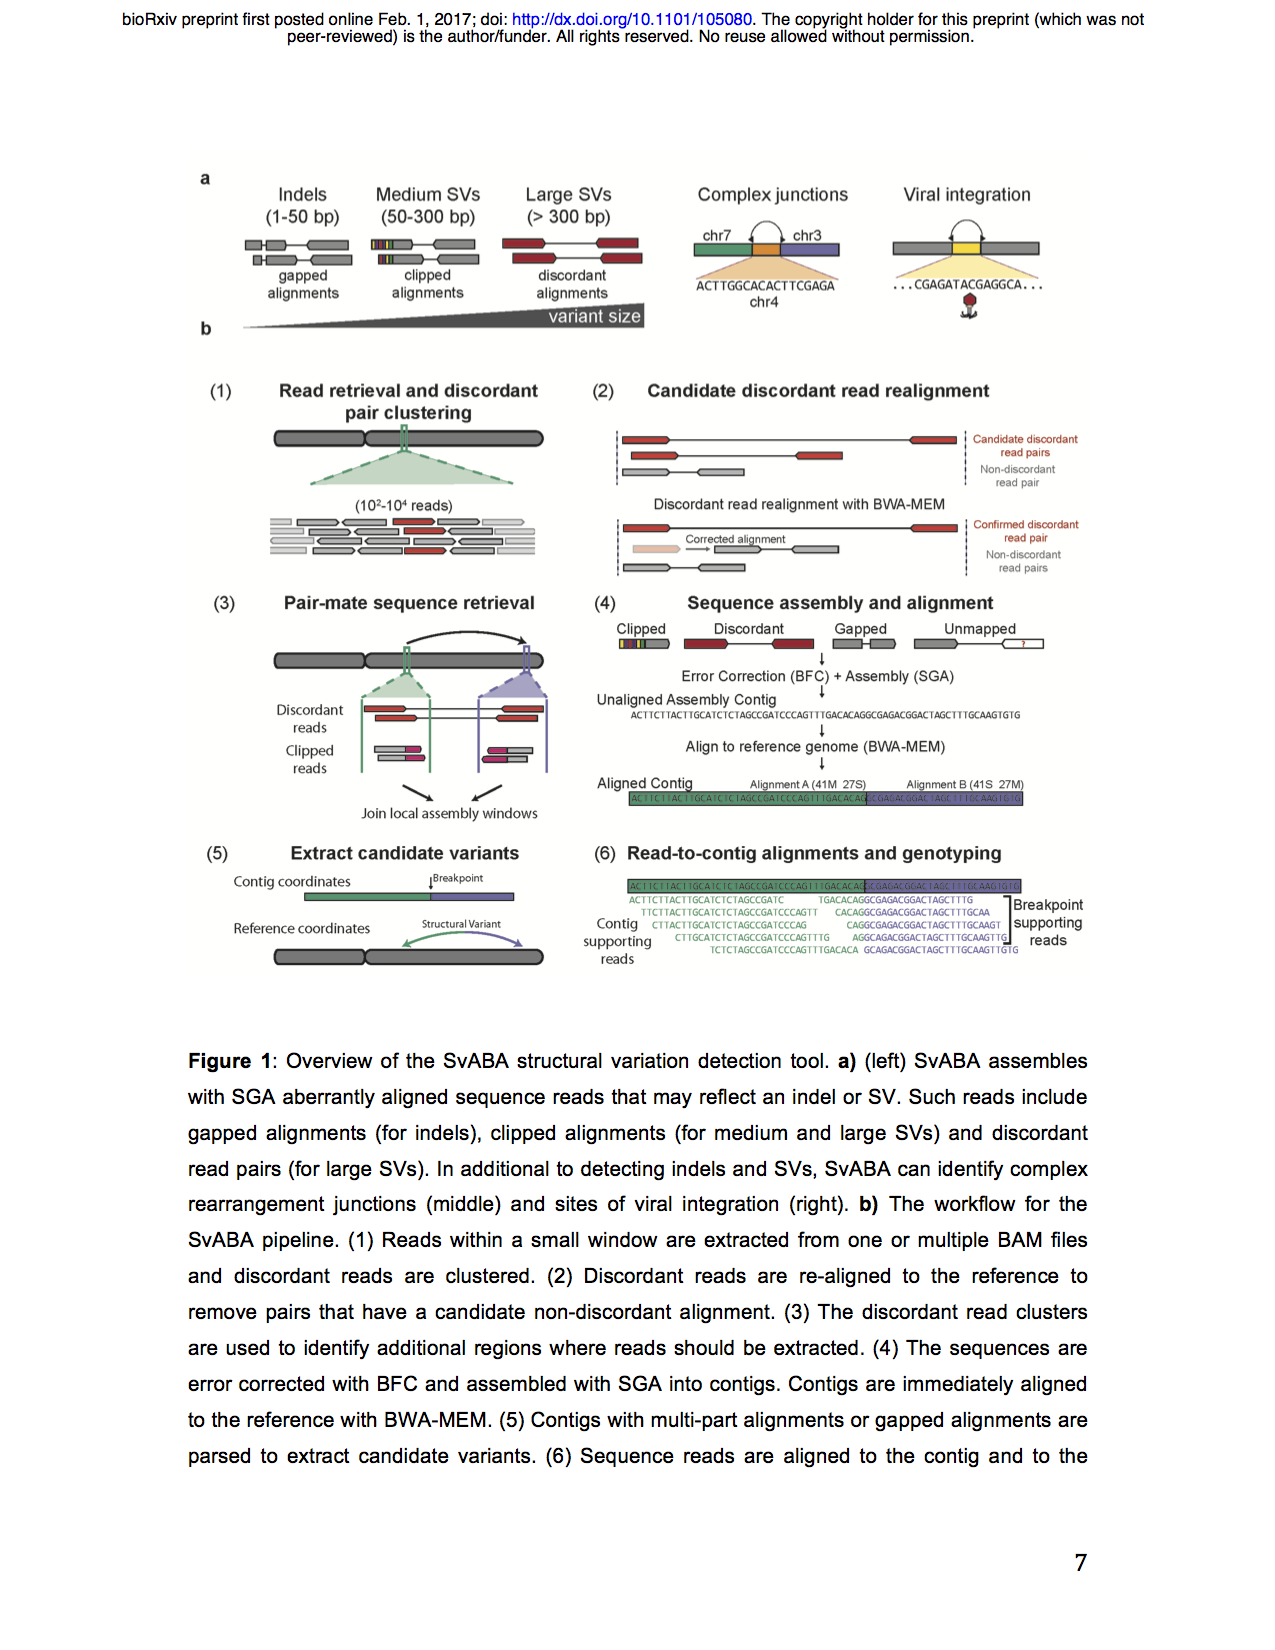 bioRxiv preprint first posted online Feb. 1, 2017; doi: http://dx.doi.org/10.1101/105080. The copyright holder for this preprint (which was not
peer-reviewed) is the author/funder. All rights reserved. No reuse allowed without permission.
a
Indels
(1-50 bp)
gapped
alignments
Medium SVs
(50-300 bp)
clipped
alignments
Large SVs
(> 300 bp)
discordant
alignments
variant size
Complex junctions
chr7
chr3
ACTTGGCACACTTCGAGA
chr4
Viral integration
...CGAGATACGAGGCA...
b
(1) Read retrieval and discordant
pair clustering
(10²-10⁴ reads)
(2) Candidate discordant read realignment
Candidate discordant
read pairs
Non-discordant
read pair
Discordant read realignment with BWA-MEM
Corrected alignment
Confirmed discordant
read pair
Non-discordant
read pairs
(3) Pair-mate sequence retrieval
Discordant
reads
Clipped
reads
Join local assembly windows
(4) Sequence assembly and alignment
Clipped Discordant Gapped Unmapped
?
Error Correction (BFC) + Assembly (SGA)
Unaligned Assembly Contig
ACTTCTTACTTGCATCTCTAGCCGATCCCAGTTTGACACAGGCGAGACGGACTAGCTTTGCAAGTGTG
Align to reference genome (BWA-MEM)
Aligned Contig Alignment A (41M 27S) Alignment B (41S 27M)
(5) Extract candidate variants
Contig coordinates
Breakpoint
Reference coordinates
Structural Variant
(6) Read-to-contig alignments and genotyping
ACTTCTTACTTGCATCTCTAGCCGATC TGACACAGGCGAGACGGACTAGCTTTG
TTCTTACTTGCATCTCTAGCCGATCCCAGTT CACAGGCGAGACGGACTAGCTTTGCAA
CTTACTTGCATCTCTAGCCGATCCCAG CAGGCGAGACGGACTAGCTTTGCAAGT
CTTGCATCTCTAGCCGATCCCAGTTTG AGGCAGACGGACTAGCTTTGCAAGTTG
TCTCTAGCCGATCCCAGTTTGACACA GCAGACGGACTAGCTTTGCAAGTTGTG
Contig
supporting
reads
Breakpoint
supporting
reads
Figure 1: Overview of the SvABA structural variation detection tool. a) (left) SvABA assembles
with SGA aberrantly aligned sequence reads that may reflect an indel or SV. Such reads include
gapped alignments (for indels), clipped alignments (for medium and large SVs) and discordant
read pairs (for large SVs). In additional to detecting indels and SVs, SvABA can identify complex
rearrangement junctions (middle) and sites of viral integration (right). b) The workflow for the
SvABA pipeline. (1) Reads within a small window are extracted from one or multiple BAM files
and discordant reads are clustered. (2) Discordant reads are re-aligned to the reference to
remove pairs that have a candidate non-discordant alignment. (3) The discordant read clusters
are used to identify additional regions where reads should be extracted. (4) The sequences are
error corrected with BFC and assembled with SGA into contigs. Contigs are immediately aligned
to the reference with BWA-MEM. (5) Contigs with multi-part alignments or gapped alignments are
parsed to extract candidate variants. (6) Sequence reads are aligned to the contig and to the
7